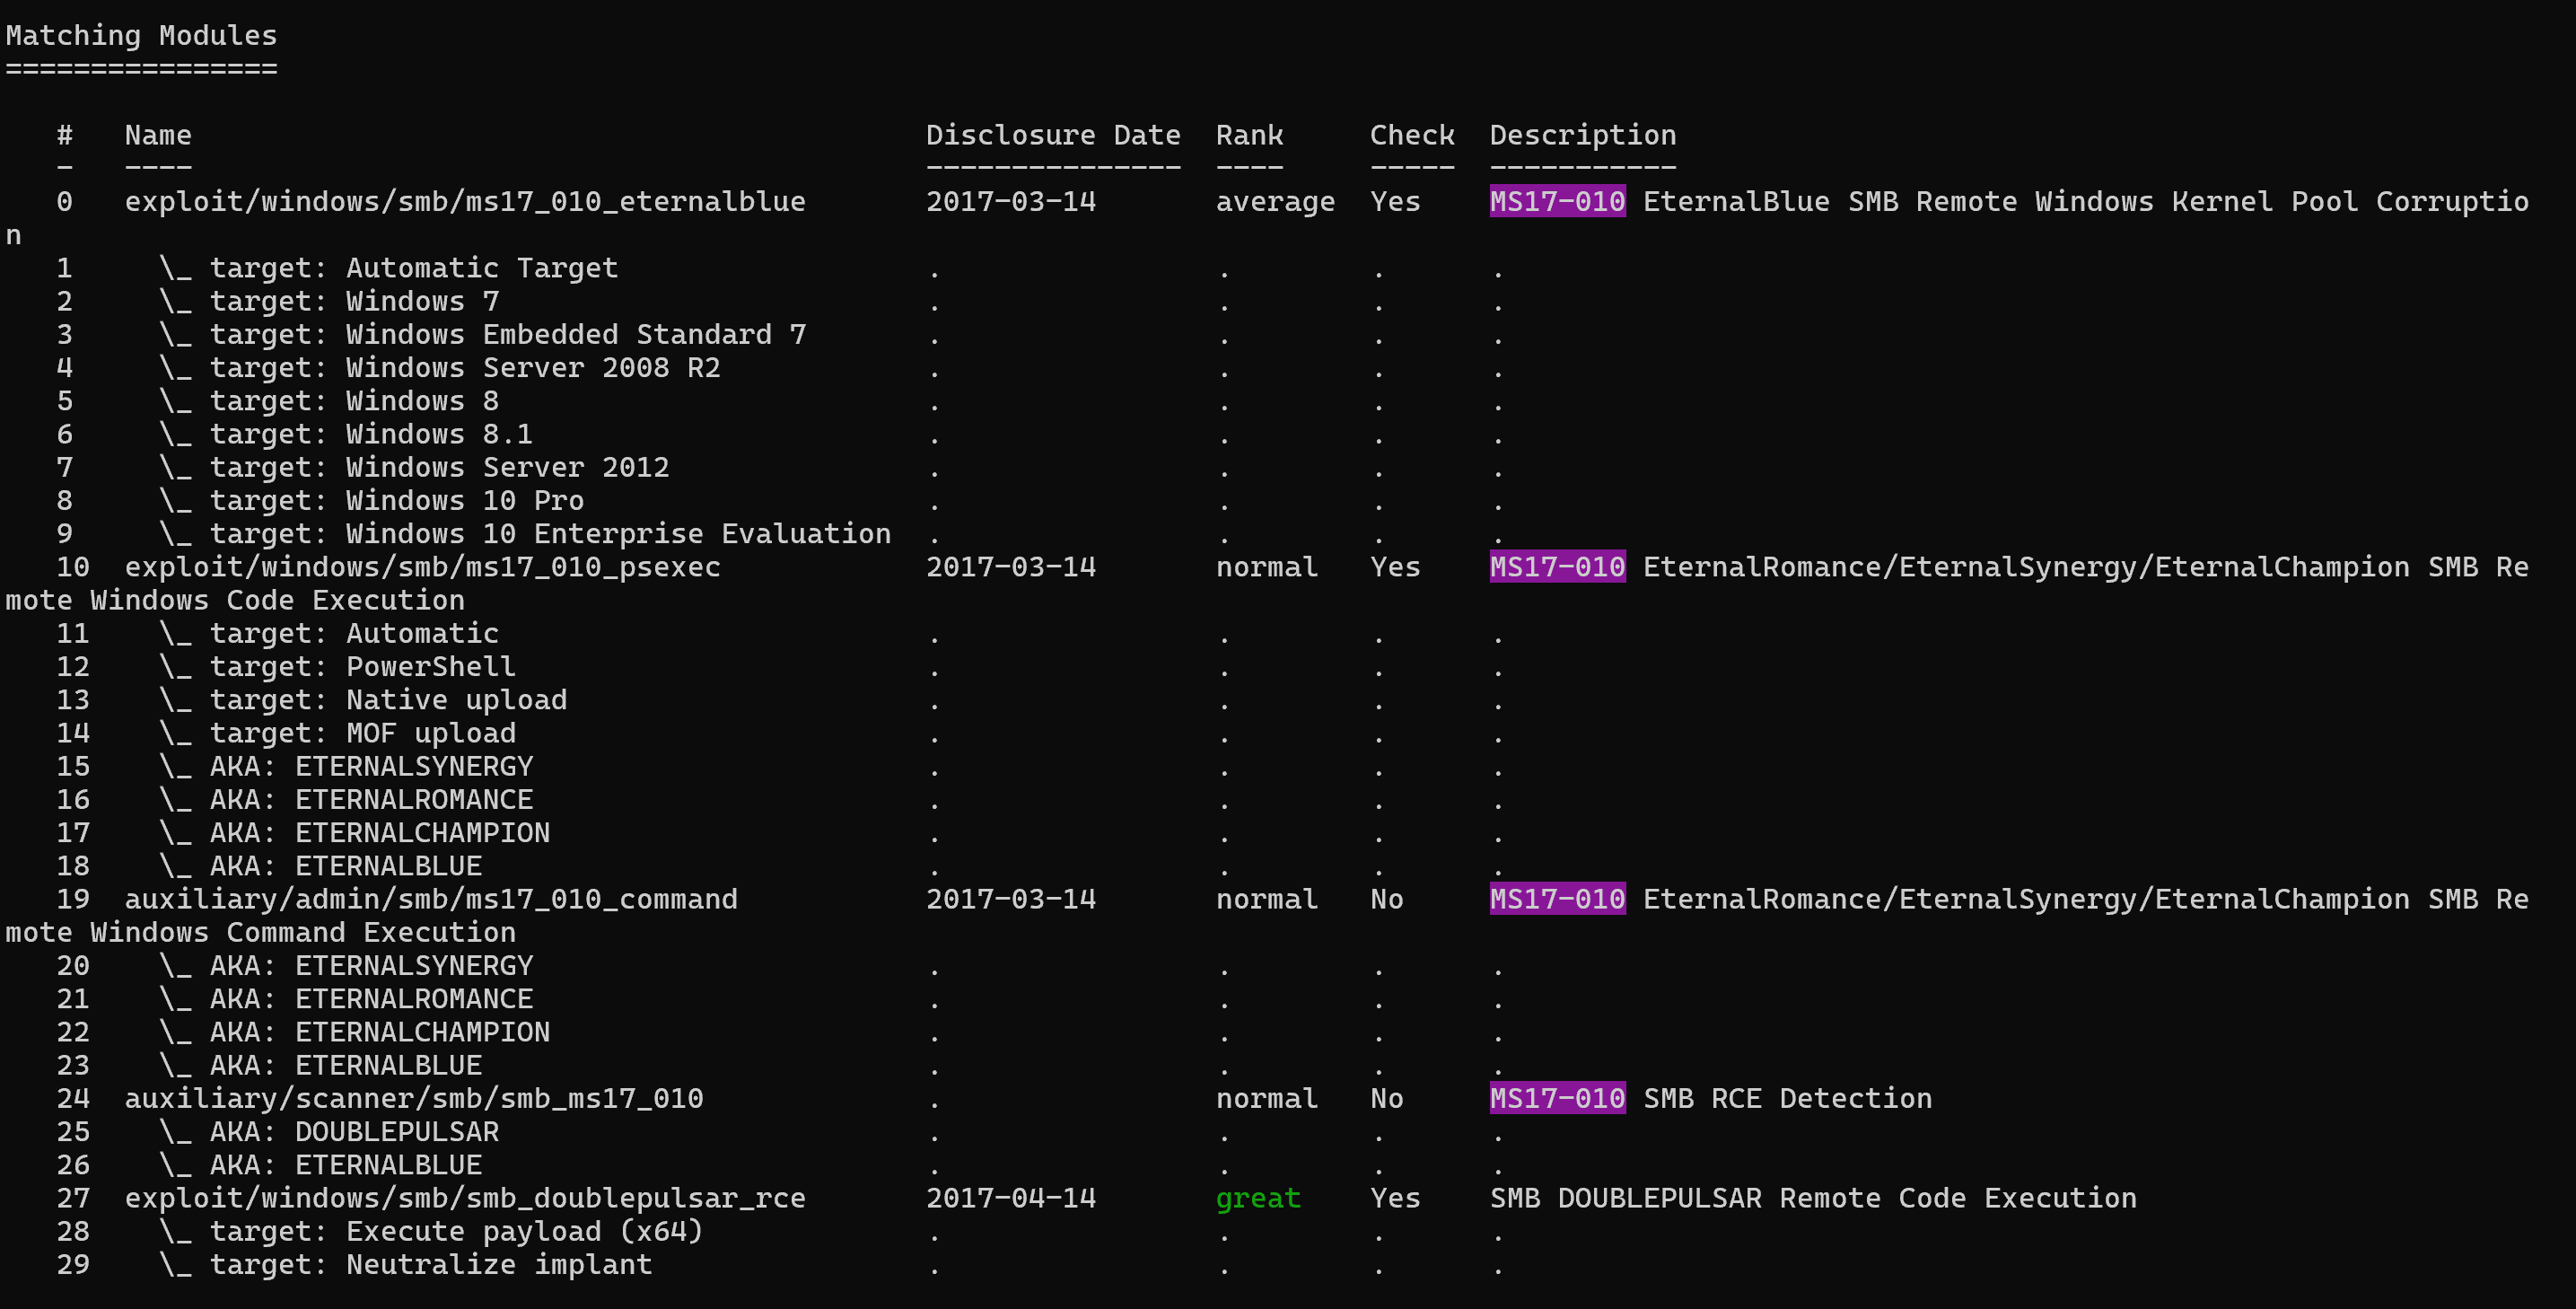 Matching Modules
================
#   Name                                           Disclosure Date  Rank     Check  Description
-   ----                                           ---------------  ----     -----  -----------
0   exploit/windows/smb/ms17_010_eternalblue       2017-03-14       average  Yes    MS17-010 EternalBlue SMB Remote Windows Kernel Pool Corruptio
n
1     \_ target: Automatic Target                  .                .        .      .
2     \_ target: Windows 7                         .                .        .      .
3     \_ target: Windows Embedded Standard 7       .                .        .      .
4     \_ target: Windows Server 2008 R2            .                .        .      .
5     \_ target: Windows 8                         .                .        .      .
6     \_ target: Windows 8.1                       .                .        .      .
7     \_ target: Windows Server 2012               .                .        .      .
8     \_ target: Windows 10 Pro                    .                .        .      .
9     \_ target: Windows 10 Enterprise Evaluation  .                .        .      .
10  exploit/windows/smb/ms17_010_psexec            2017-03-14       normal   Yes    MS17-010 EternalRomance/EternalSynergy/EternalChampion SMB Re
mote Windows Code Execution
11    \_ target: Automatic                         .                .        .      .
12    \_ target: PowerShell                        .                .        .      .
13    \_ target: Native upload                     .                .        .      .
14    \_ target: MOF upload                        .                .        .      .
15    \_ AKA: ETERNALSYNERGY                       .                .        .      .
16    \_ AKA: ETERNALROMANCE                       .                .        .      .
17    \_ AKA: ETERNALCHAMPION                      .                .        .      .
18    \_ AKA: ETERNALBLUE                          .                .        .      .
19  auxiliary/admin/smb/ms17_010_command           2017-03-14       normal   No     MS17-010 EternalRomance/EternalSynergy/EternalChampion SMB Re
mote Windows Command Execution
20    \_ AKA: ETERNALSYNERGY                       .                .        .      .
21    \_ AKA: ETERNALROMANCE                       .                .        .      .
22    \_ AKA: ETERNALCHAMPION                      .                .        .      .
23    \_ AKA: ETERNALBLUE                          .                .        .      .
24  auxiliary/scanner/smb/smb_ms17_010             .                normal   No     MS17-010 SMB RCE Detection
25    \_ AKA: DOUBLEPULSAR                         .                .        .      .
26    \_ AKA: ETERNALBLUE                          .                .        .      .
27  exploit/windows/smb/smb_doublepulsar_rce       2017-04-14       great    Yes    SMB DOUBLEPULSAR Remote Code Execution
28    \_ target: Execute payload (x64)             .                .        .      .
29    \_ target: Neutralize implant                .                .        .      .